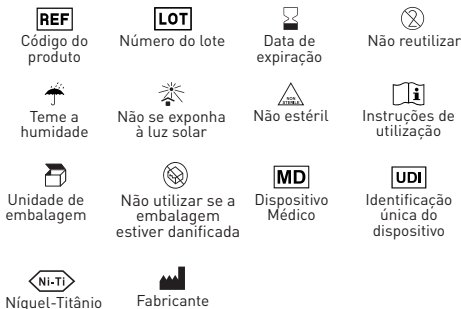 REF
Código do
produto
LOT
Número do lote
Data de
expiração
2
Não reutilizar
Teme a
humidade
Não se exponha
à luz solar
NON
STERILE
Não estéril
i
Instruções de
utilização
Unidade de
embalagem
Não utilizar se a
embalagem
estiver danificada
MD
Dispositivo
Médico
UDI
Identificação
única do
dispositivo
Ni-Ti
Níquel-Titânio
Fabricante